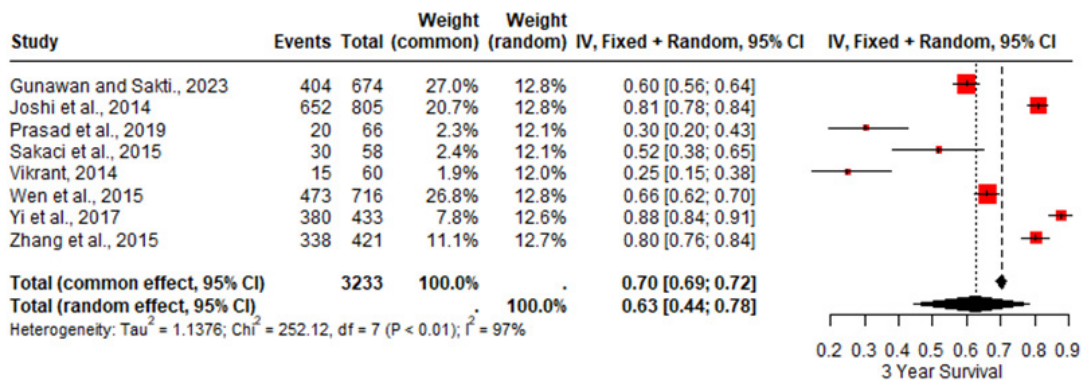 Study Events Total Weight (common) Weight (random) IV, Fixed + Random, 95% CI IV, Fixed + Random, 95% CI
Gunawan and Sakti., 2023 404 674 27.0% 12.8% 0.60 [0.56; 0.64]
Joshi et al., 2014 652 805 20.7% 12.8% 0.81 [0.78; 0.84]
Prasad et al., 2019 20 66 2.3% 12.1% 0.30 [0.20; 0.43]
Sakaci et al., 2015 30 58 2.4% 12.1% 0.52 [0.38; 0.65]
Vikrant, 2014 15 60 1.9% 12.0% 0.25 [0.15; 0.38]
Wen et al., 2015 473 716 26.8% 12.8% 0.66 [0.62; 0.70]
Yi et al., 2017 380 433 7.8% 12.6% 0.88 [0.84; 0.91]
Zhang et al., 2015 338 421 11.1% 12.7% 0.80 [0.76; 0.84]
Total (common effect, 95% CI) 3233 100.0% . 0.70 [0.69; 0.72]
Total (random effect, 95% CI) . 100.0% 0.63 [0.44; 0.78]
Heterogeneity: Tau² = 1.1376; Chi² = 252.12, df = 7 (P < 0.01); I² = 97%
0.2 0.3 0.4 0.5 0.6 0.7 0.8 0.9
3 Year Survival